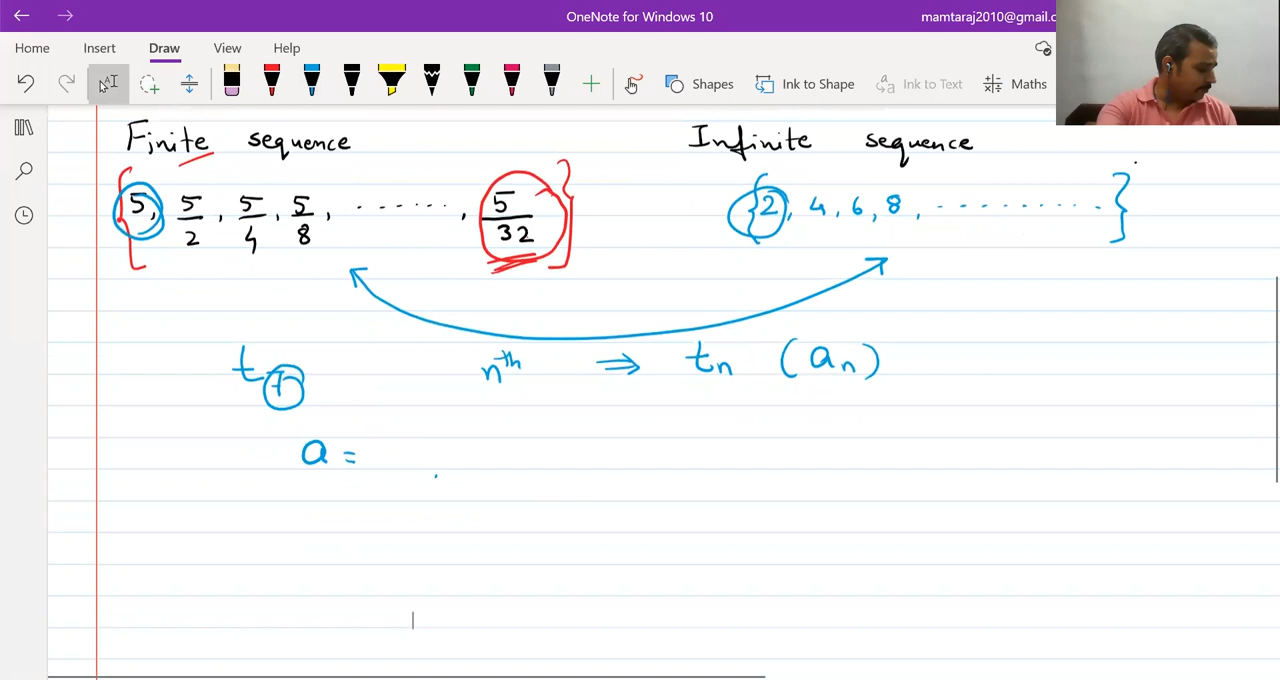 OneNote for Windows 10
mamtaraj2010@gmail.c
Home Insert Draw View Help
Shapes Ink to Shape Ink to Text Maths
Finite sequence Infinite sequence
{5, 5/2, 5/4, 5/8, ......., 5/32} {2, 4, 6, 8, ..........}
t nth ⇒ tn (an)
a =